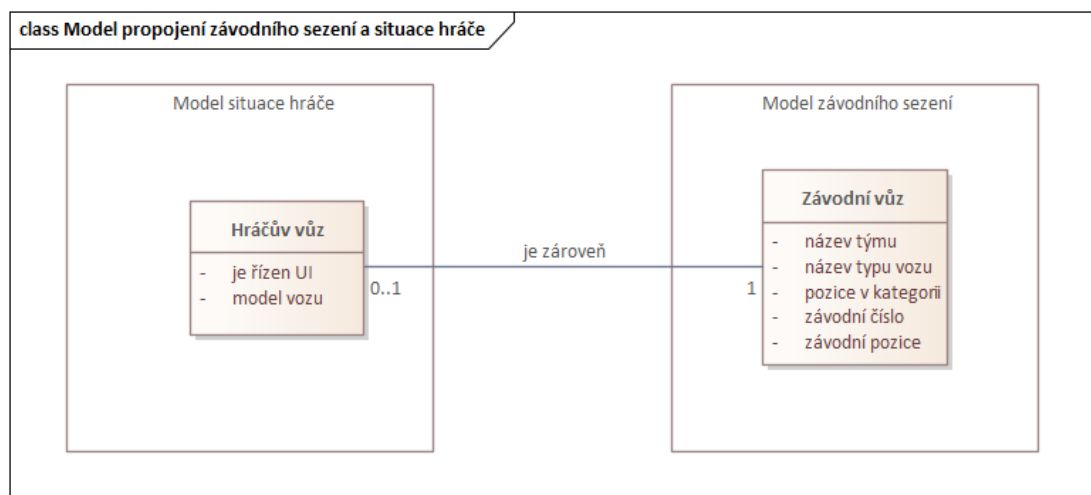 class Model propojení závodního sezení a situace hráče
Model situace hráče
Hráčův vůz
- je řízen UI
- model vozu
0..1
je zároveň
1
Model závodního sezení
Závodní vůz
- název týmu
- název typu vozu
- pozice v kategorii
- závodní číslo
- závodní pozice